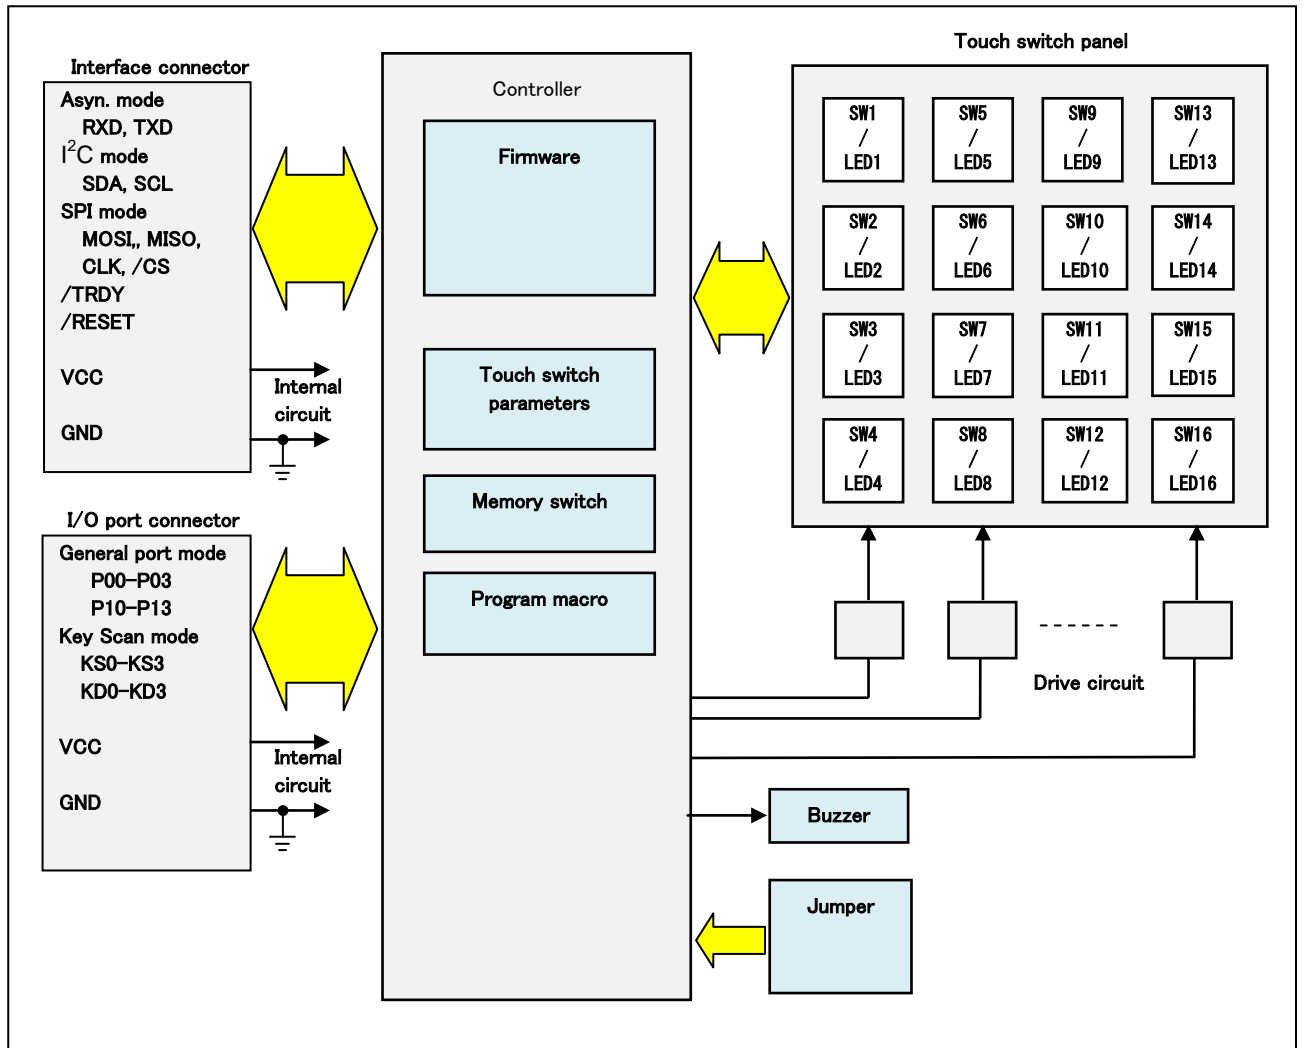 Interface connector
Asyn. mode
RXD, TXD
I²C mode
SDA, SCL
SPI mode
MOSI,, MISO,
CLK, /CS
/TRDY
/RESET
VCC
GND
Internal
circuit
I/O port connector
General port mode
P00-P03
P10-P13
Key Scan mode
KS0-KS3
KD0-KD3
VCC
GND
Internal
circuit
Controller
Firmware
Touch switch
parameters
Memory switch
Program macro
Touch switch panel
SW1
/
LED1
SW5
/
LED5
SW9
/
LED9
SW13
/
LED13
SW2
/
LED2
SW6
/
LED6
SW10
/
LED10
SW14
/
LED14
SW3
/
LED3
SW7
/
LED7
SW11
/
LED11
SW15
/
LED15
SW4
/
LED4
SW8
/
LED8
SW12
/
LED12
SW16
/
LED16
Drive circuit
Buzzer
Jumper